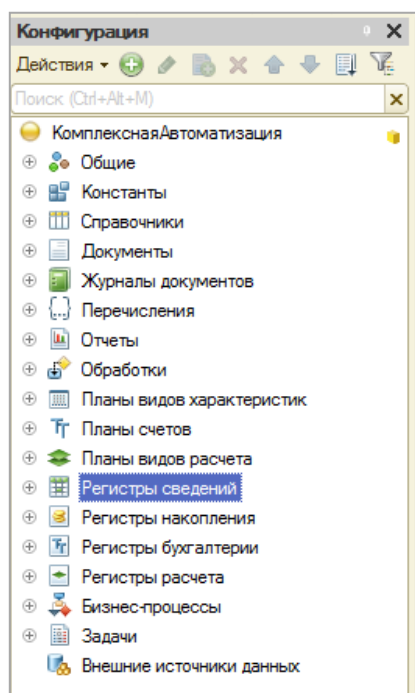 Конфигурация
Действия
Поиск (Ctrl+Alt+M)
КомплекснаяАвтоматизация
Общие
Константы
Справочники
Документы
Журналы документов
Перечисления
Отчеты
Обработки
Планы видов характеристик
Планы счетов
Планы видов расчета
Регистры сведений
Регистры накопления
Регистры бухгалтерии
Регистры расчета
Бизнес-процессы
Задачи
Внешние источники данных